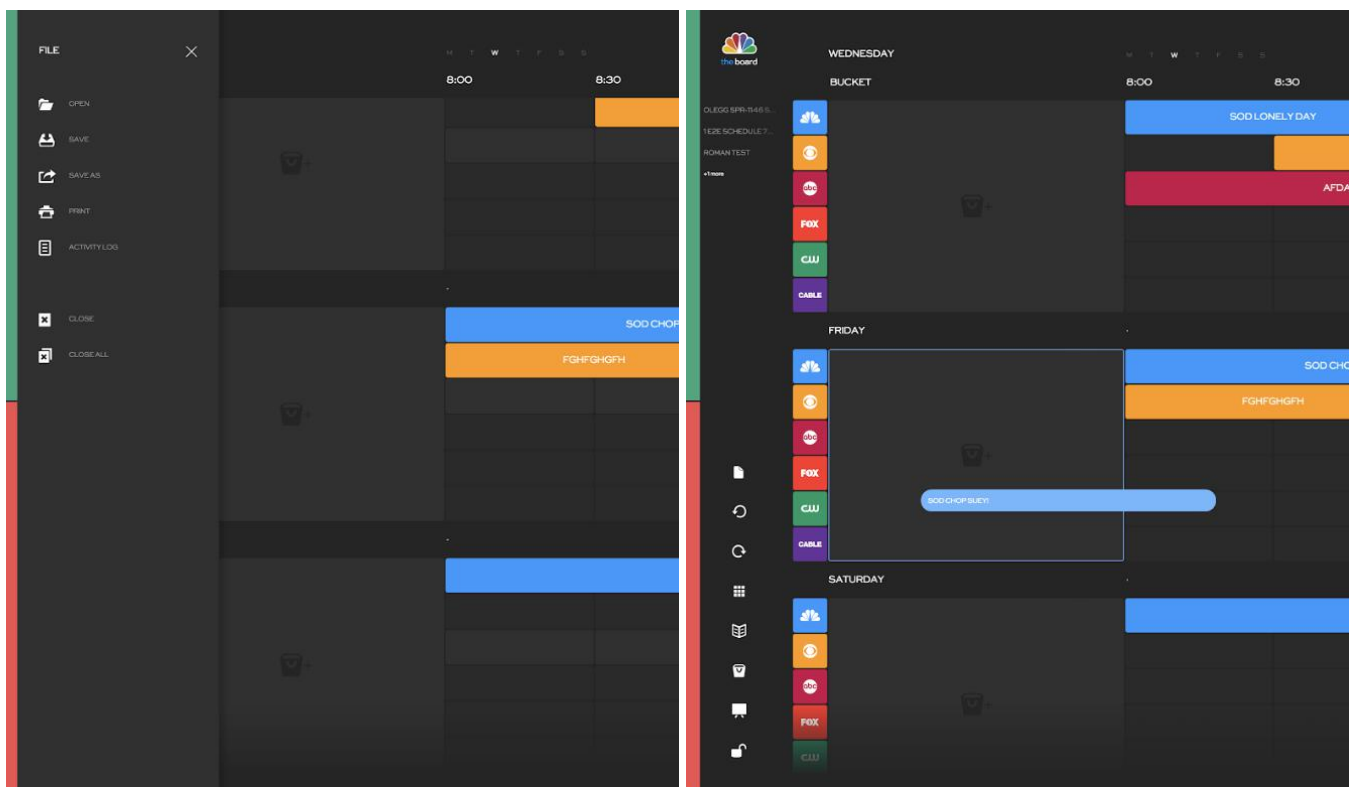 FILE
M T W T F S S
8:00 8:30
OPEN
SAVE
SAVE AS
PRINT
ACTIVITY LOG
CLOSE
SOD CHOP
FGHFGHGFH
CLOSE ALL
the board
WEDNESDAY
M T W T F S S
BUCKET
8:00 8:30
OLEGG SPR-1146 S...
SOD LONELY DAY
1 E2E SCHEDULE 7...
ROMAN TEST
+1 more
abc
AFDA
FOX
CW
CABLE
FRIDAY
SOD CHO
FGHFGHGFH
abc
FOX
SOD CHOP SUEY!
CW
CABLE
SATURDAY
abc
FOX
CW